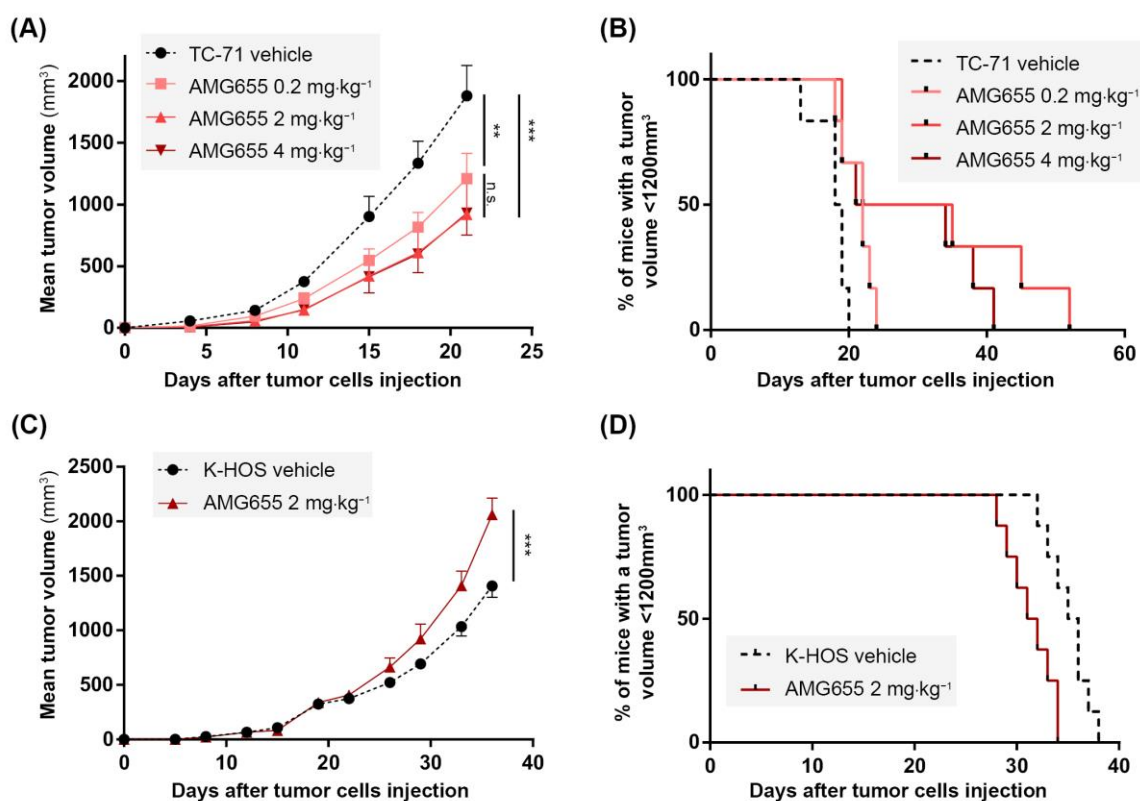 (A)
TC-71 vehicle
AMG655 0.2 mg·kg⁻¹
AMG655 2 mg·kg⁻¹
AMG655 4 mg·kg⁻¹
Mean tumor volume (mm³)
2000
1500
1000
500
0
**
n.s.
***
0 5 10 15 20 25
Days after tumor cells injection
(B)
TC-71 vehicle
AMG655 0.2 mg·kg⁻¹
AMG655 2 mg·kg⁻¹
AMG655 4 mg·kg⁻¹
% of mice with a tumor
volume <1200mm³
100
50
0
0 20 40 60
Days after tumor cells injection
(C)
K-HOS vehicle
AMG655 2 mg·kg⁻¹
Mean tumor volume (mm³)
2500
2000
1500
1000
500
0
***
0 10 20 30 40
Days after tumor cells injection
(D)
% of mice with a tumor
volume <1200mm³
100
50
0
K-HOS vehicle
AMG655 2 mg·kg⁻¹
0 10 20 30 40
Days after tumor cells injection